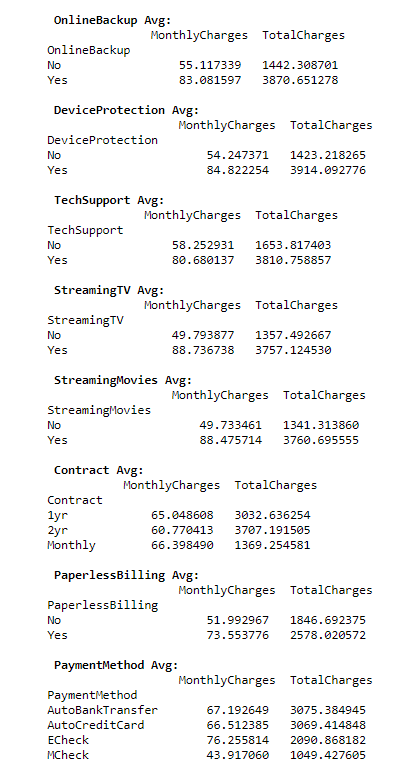 OnlineBackup Avg:
MonthlyCharges TotalCharges
OnlineBackup
No 55.117339 1442.308701
Yes 83.081597 3870.651278
DeviceProtection Avg:
MonthlyCharges TotalCharges
DeviceProtection
No 54.247371 1423.218265
Yes 84.822254 3914.092776
TechSupport Avg:
MonthlyCharges TotalCharges
TechSupport
No 58.252931 1653.817403
Yes 80.680137 3810.758857
StreamingTV Avg:
MonthlyCharges TotalCharges
StreamingTV
No 49.793877 1357.492667
Yes 88.736738 3757.124530
StreamingMovies Avg:
MonthlyCharges TotalCharges
StreamingMovies
No 49.733461 1341.313860
Yes 88.475714 3760.695555
Contract Avg:
MonthlyCharges TotalCharges
Contract
1yr 65.048608 3032.636254
2yr 60.770413 3707.191505
Monthly 66.398490 1369.254581
PaperlessBilling Avg:
MonthlyCharges TotalCharges
PaperlessBilling
No 51.992967 1846.692375
Yes 73.553776 2578.020572
PaymentMethod Avg:
MonthlyCharges TotalCharges
PaymentMethod
AutoBankTransfer 67.192649 3075.384945
AutoCreditCard 66.512385 3069.414848
ECheck 76.255814 2090.868182
MCheck 43.917060 1049.427605